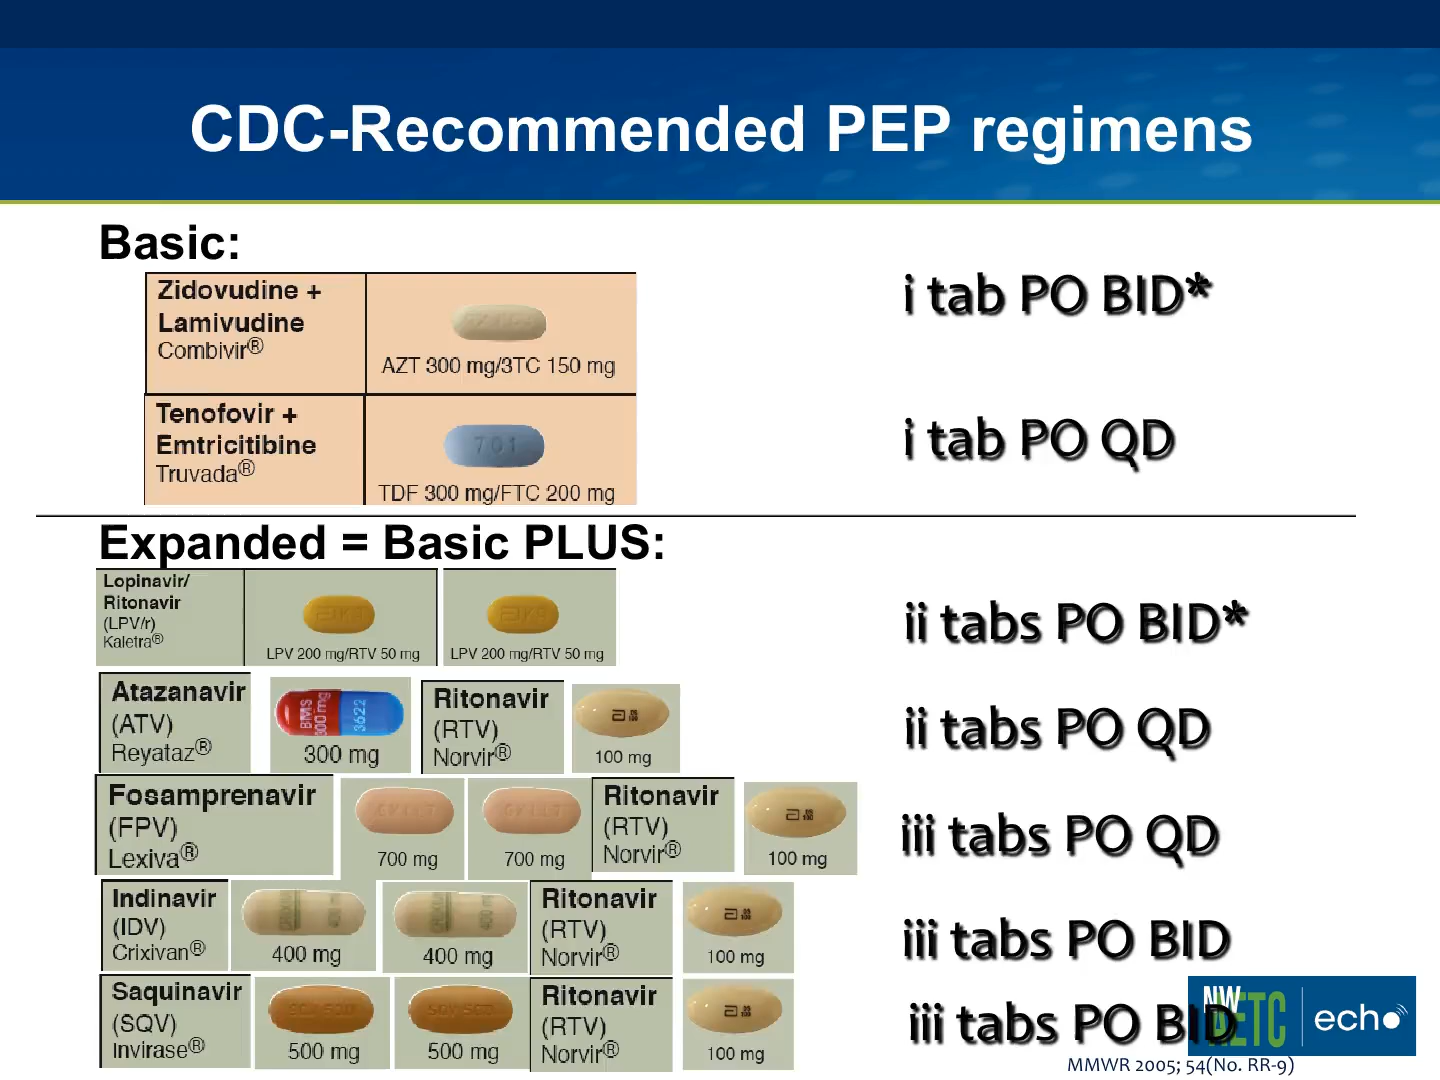 CDC-Recommended PEP regimens
Basic:
Zidovudine +
Lamivudine
Combivir®
AZT 300 mg/3TC 150 mg
i tab PO BID*
Tenofovir +
Emtricitibine
Truvada®
701
TDF 300 mg/FTC 200 mg
i tab PO QD
Expanded = Basic PLUS:
Lopinavir/
Ritonavir
(LPV/r)
Kaletra®
LPV 200 mg/RTV 50 mg
LPV 200 mg/RTV 50 mg
ii tabs PO BID*
Atazanavir
(ATV)
Reyataz®
BMS
300 mg
3622
300 mg
Ritonavir
(RTV)
Norvir®
100 mg
ii tabs PO QD
Fosamprenavir
(FPV)
Lexiva®
700 mg
700 mg
Ritonavir
(RTV)
Norvir®
100 mg
iii tabs PO QD
Indinavir
(IDV)
Crixivan®
400 mg
400 mg
Ritonavir
(RTV)
Norvir®
100 mg
iii tabs PO BID
Saquinavir
(SQV)
Invirase®
500 mg
500 mg
Ritonavir
(RTV)
Norvir®
100 mg
iii tabs PO BID
NW
AETC
echo
MMWR 2005; 54(No. RR-9)